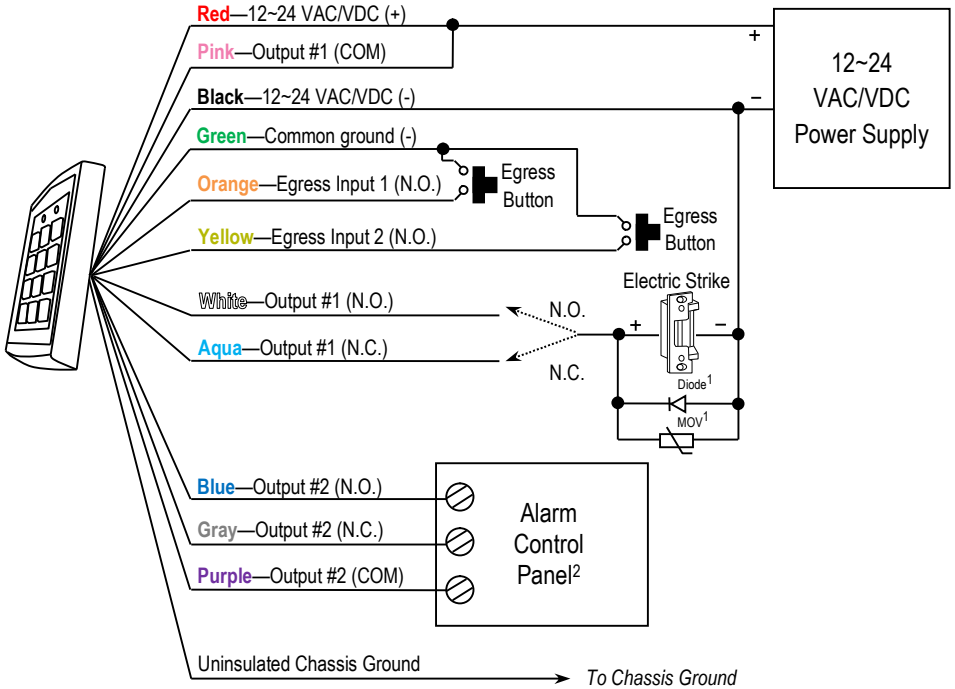 Red—12~24 VAC/VDC (+)
Pink—Output #1 (COM)
Black—12~24 VAC/VDC (-)
Green—Common ground (-)
Orange—Egress Input 1 (N.O.)
Yellow—Egress Input 2 (N.O.)
White—Output #1 (N.O.)
Aqua—Output #1 (N.C.)
Blue—Output #2 (N.O.)
Gray—Output #2 (N.C.)
Purple—Output #2 (COM)
Uninsulated Chassis Ground
To Chassis Ground
+
–
12~24
VAC/VDC
Power Supply
Egress
Button
Egress
Button
Electric Strike
N.O.
N.C.
+
–
Diode¹
MOV¹
Alarm
Control
Panel²